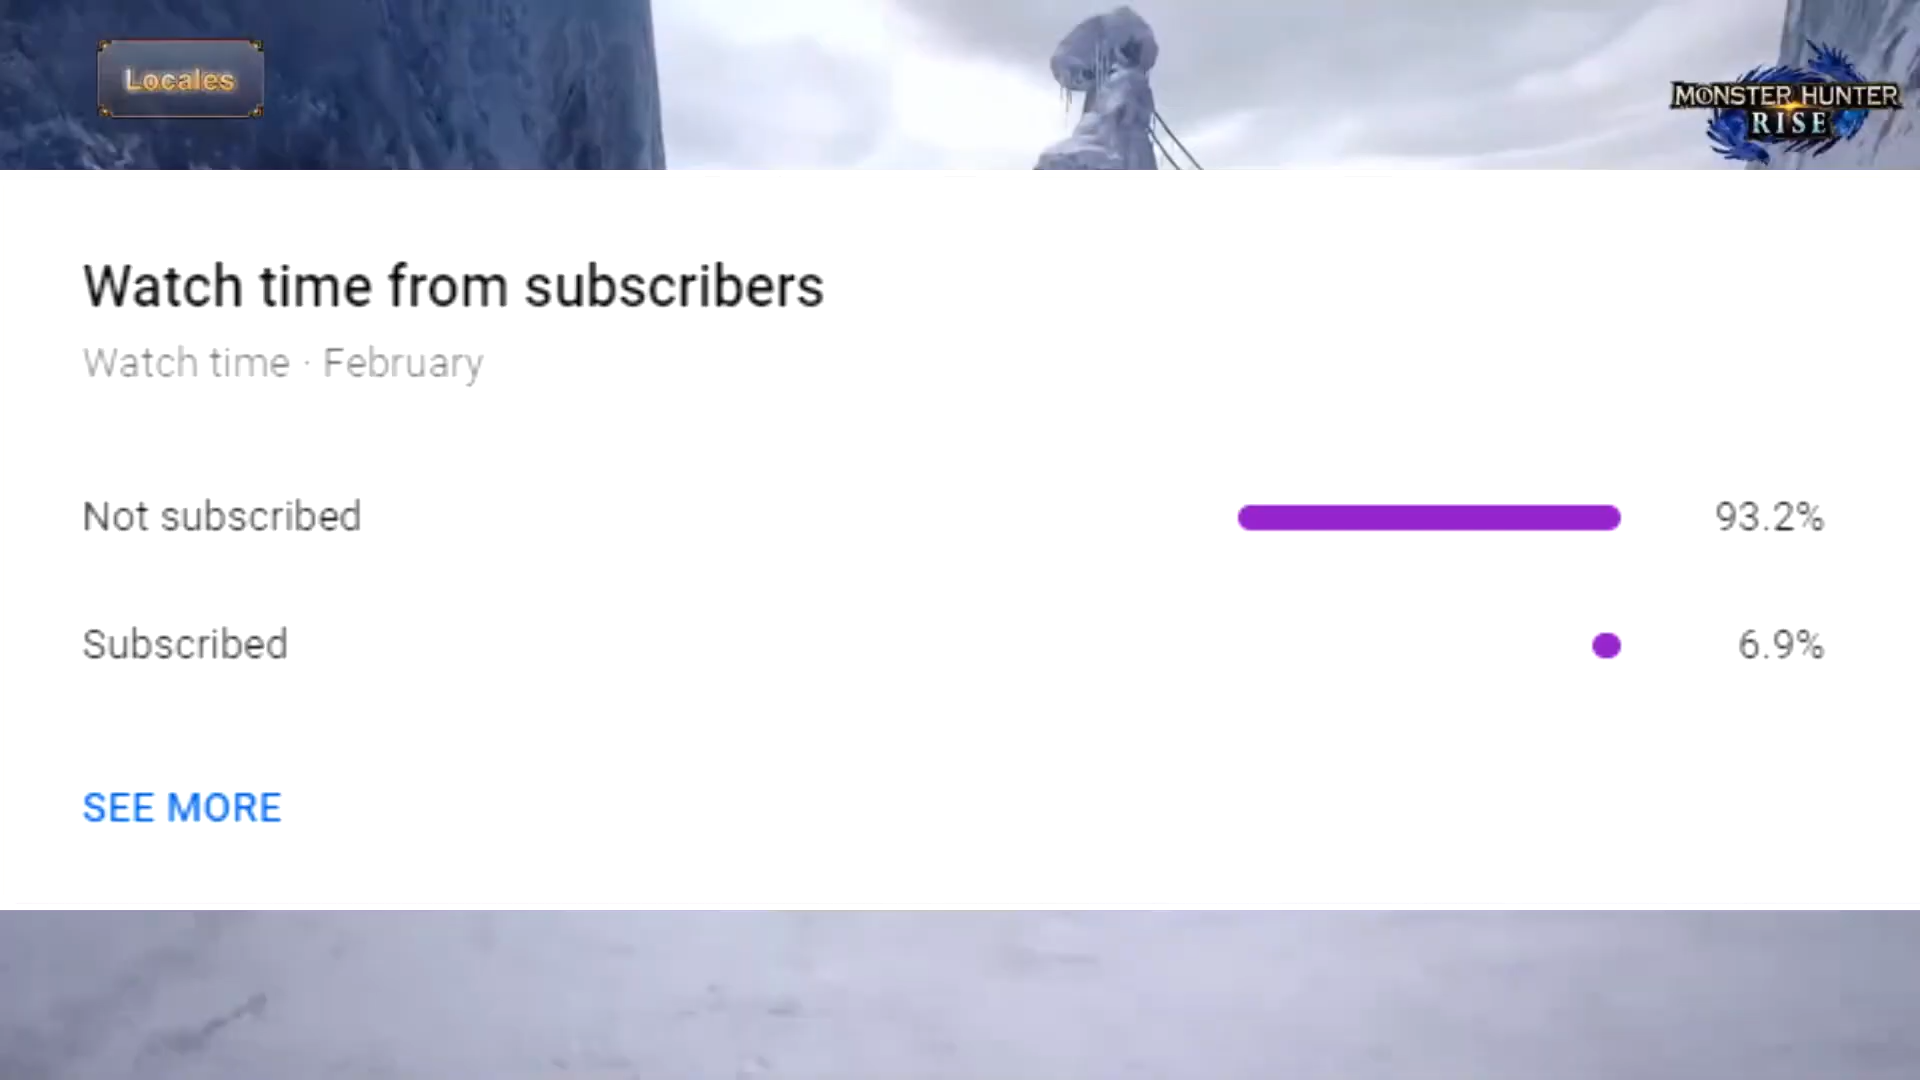 Locales
MONSTER HUNTER
RISE
Watch time from subscribers
Watch time · February
Not subscribed
93.2%
Subscribed
6.9%
SEE MORE